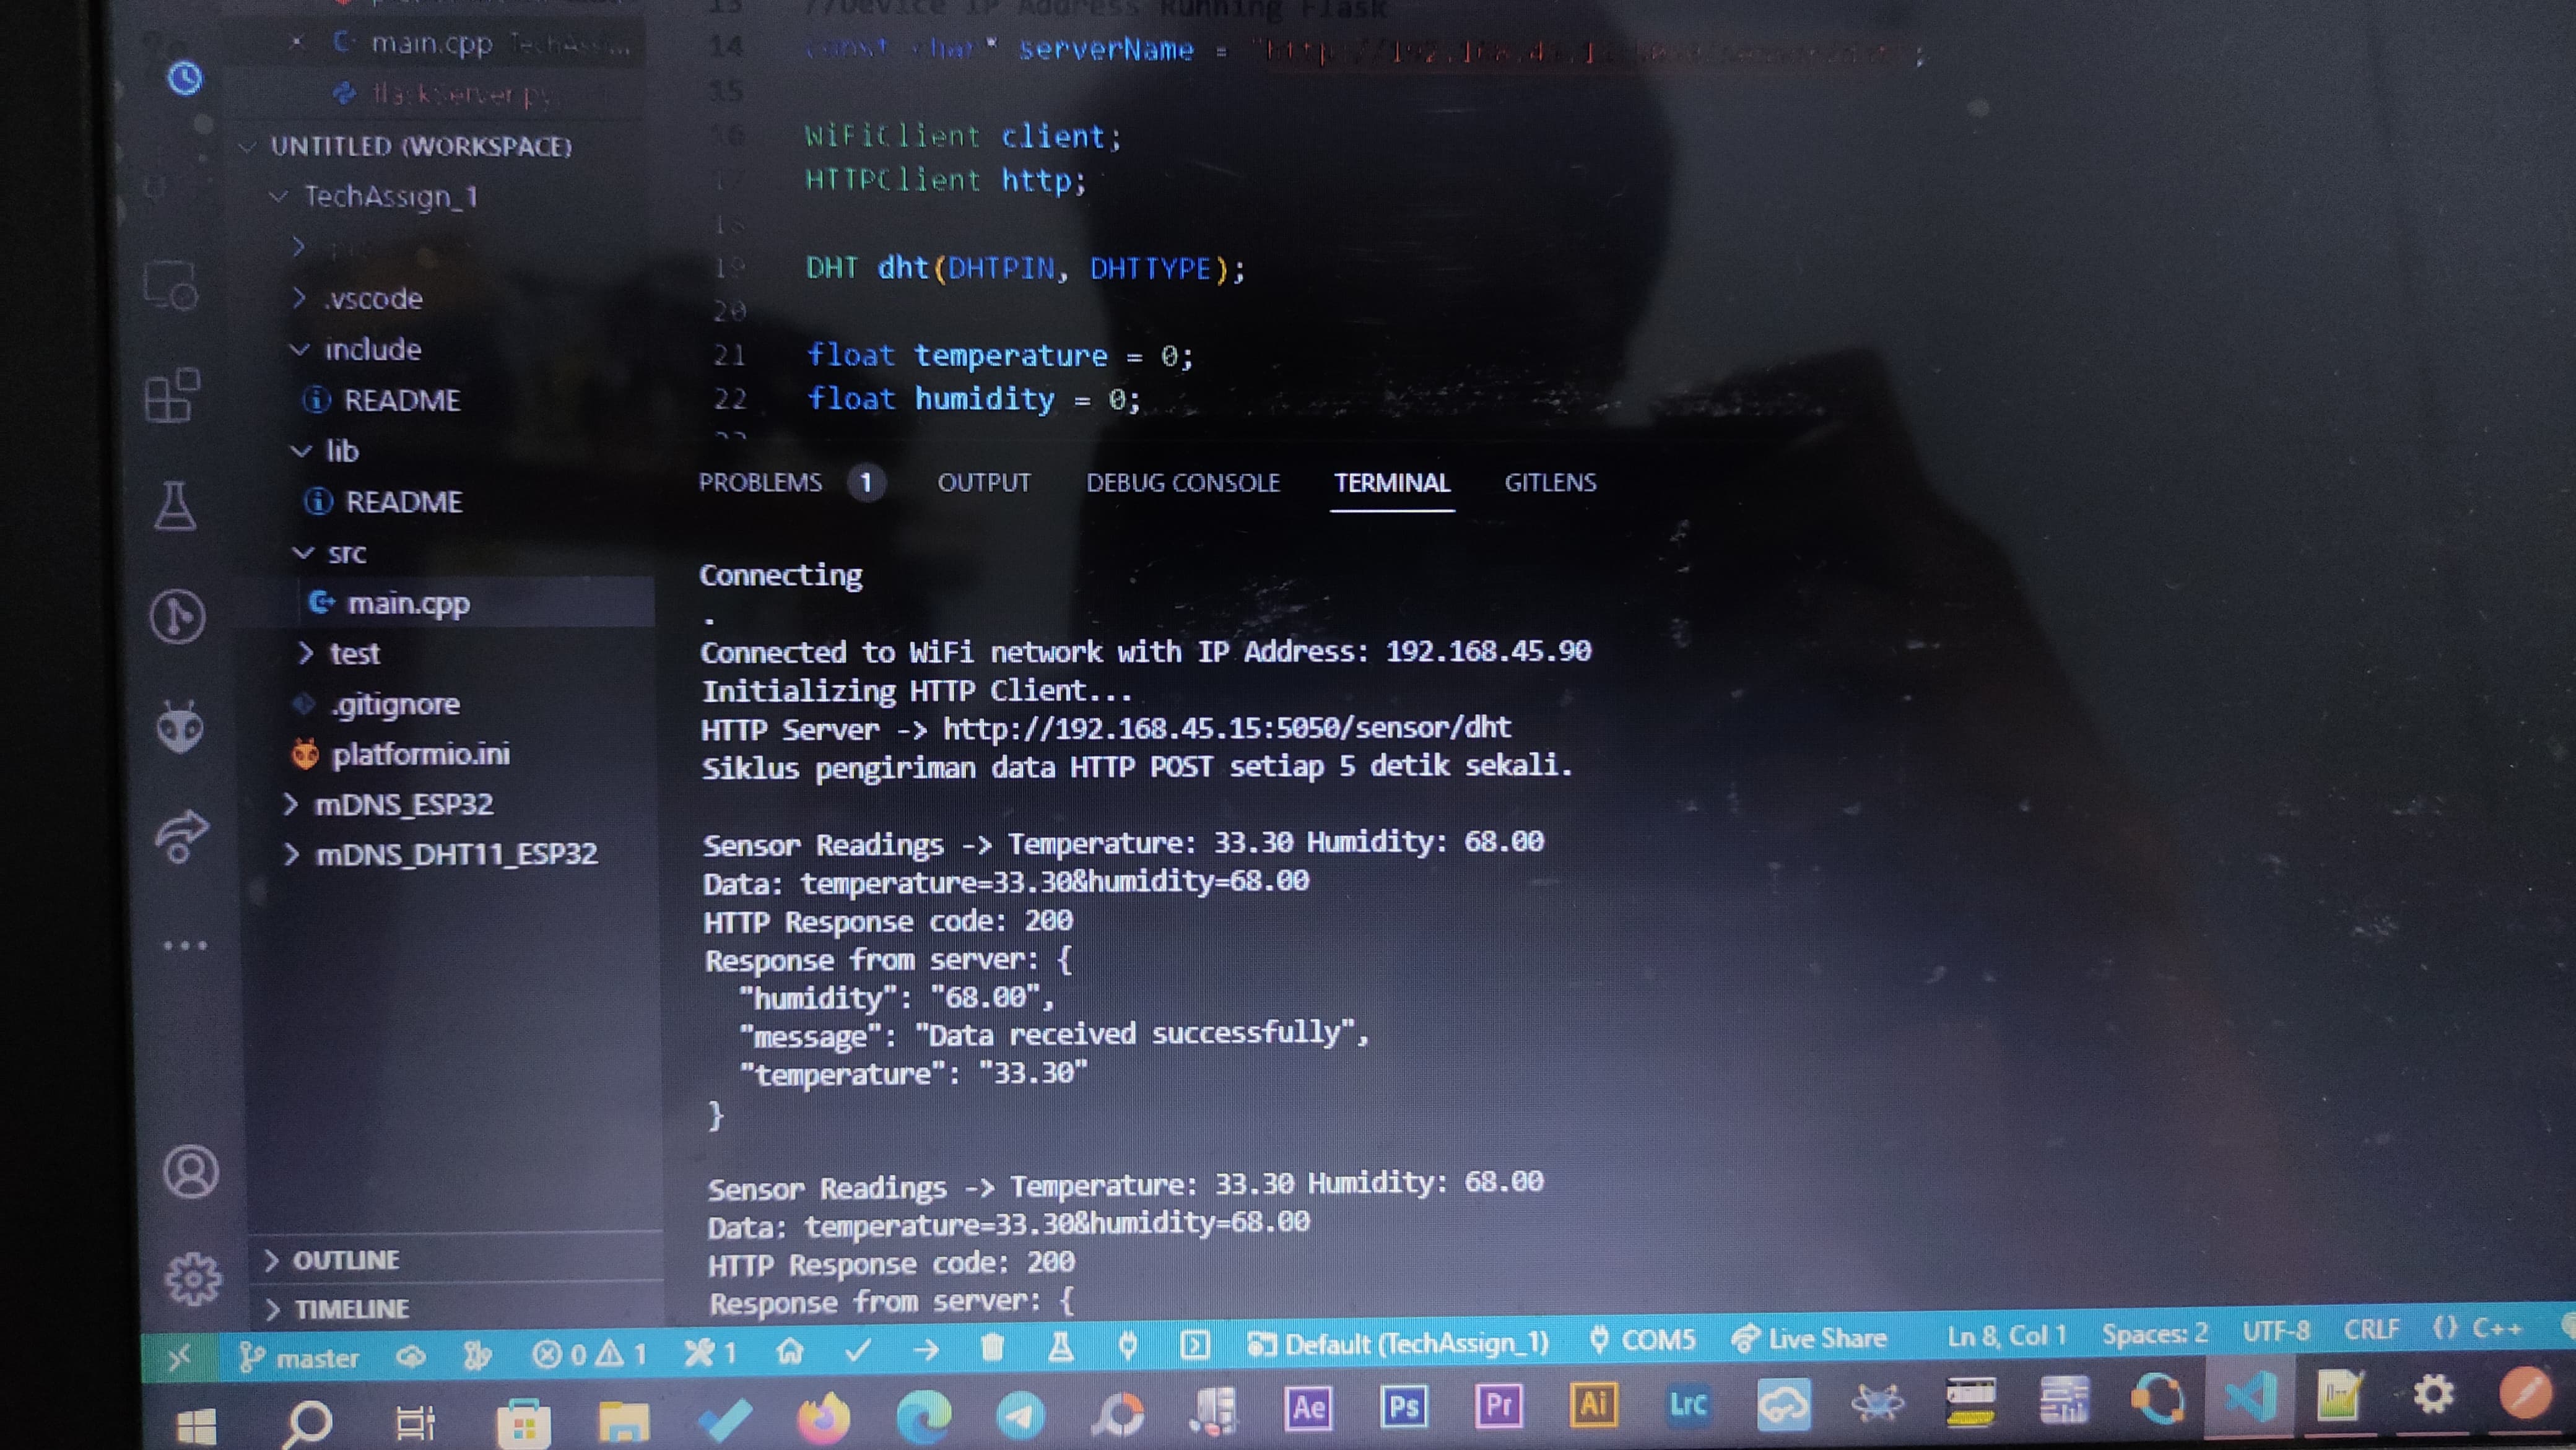 main.cpp TechAssi...
flaskServer.py
UNTITLED (WORKSPACE)
TechAssign_1
.vscode
include
README
lib
README
src
main.cpp
test
.gitignore
platformio.ini
mDNS_ESP32
mDNS_DHT11_ESP32
OUTLINE
TIMELINE
13 //Device IP Address Running Flask
14 const char* serverName = ;
15
16 WiFiClient client;
17 HTTPClient http;
18
19 DHT dht(DHTPIN, DHTTYPE);
20
21 float temperature = 0;
22 float humidity = 0;
PROBLEMS 1 OUTPUT DEBUG CONSOLE TERMINAL GITLENS
Connecting
.
Connected to WiFi network with IP Address: 192.168.45.90
Initializing HTTP Client...
HTTP Server -> http://192.168.45.15:5050/sensor/dht
Siklus pengiriman data HTTP POST setiap 5 detik sekali.
Sensor Readings -> Temperature: 33.30 Humidity: 68.00
Data: temperature=33.30&humidity=68.00
HTTP Response code: 200
Response from server: {
"humidity": "68.00",
"message": "Data received successfully",
"temperature": "33.30"
}
Sensor Readings -> Temperature: 33.30 Humidity: 68.00
Data: temperature=33.30&humidity=68.00
HTTP Response code: 200
Response from server: {
master 0 1 1 Default (TechAssign_1) COM5 Live Share Ln 8, Col 1 Spaces: 2 UTF-8 CRLF {} C++
Ae Ps Pr Ai Lrc